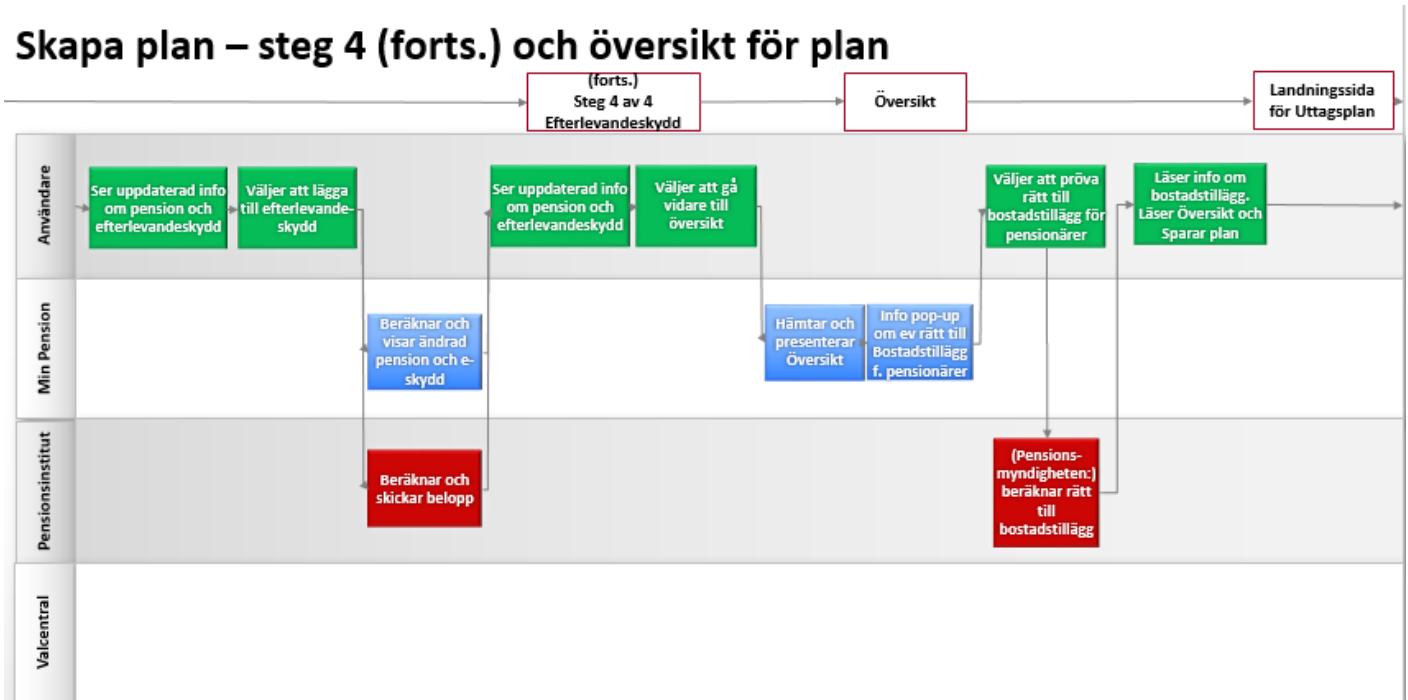 Skapa plan – steg 4 (forts.) och översikt för plan
(forts.)
Steg 4 av 4
Efterlevandeskydd
Översikt
Landningssida
för Uttagsplan
Användare
Ser uppdaterad info
om pension och
efterlevandeskydd
Väljer att lägga
till efterlevande-
skydd
Ser uppdaterad info
om pension och
efterlevandeskydd
Väljer att gå
vidare till
översikt
Väljer att pröva
rätt till
bostadstillägg för
pensionärer
Läser info om
bostadstillägg.
Läser Översikt och
Sparar plan
Min Pension
Beräknar och
visar ändrad
pension och e-
skydd
Hämtar och
presenterar
Översikt
Info pop-up
om ev rätt till
Bostadstillägg
f. pensionärer
Pensionsinstitut
Beräknar och
skickar belopp
(Pensions-
myndigheten:)
beräknar rätt
till
bostadstillägg
Valcentral